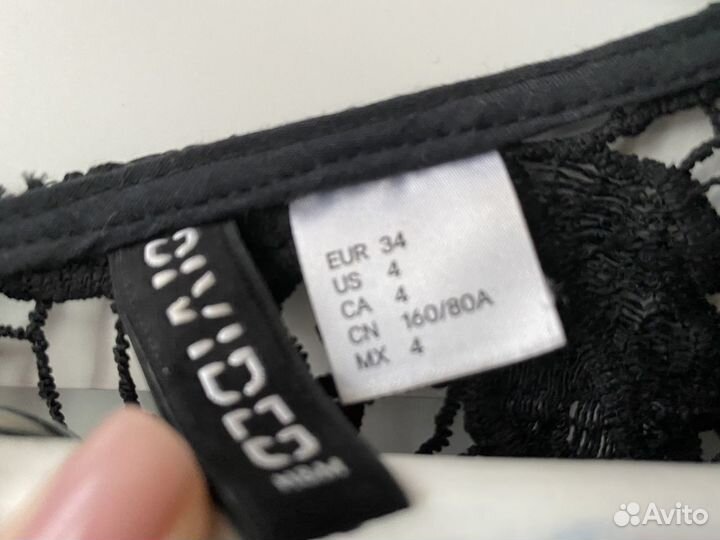 EUR 34
US 4
CA 4
CN 160/80A
MX 4
DIVIDED
H&M
Avito